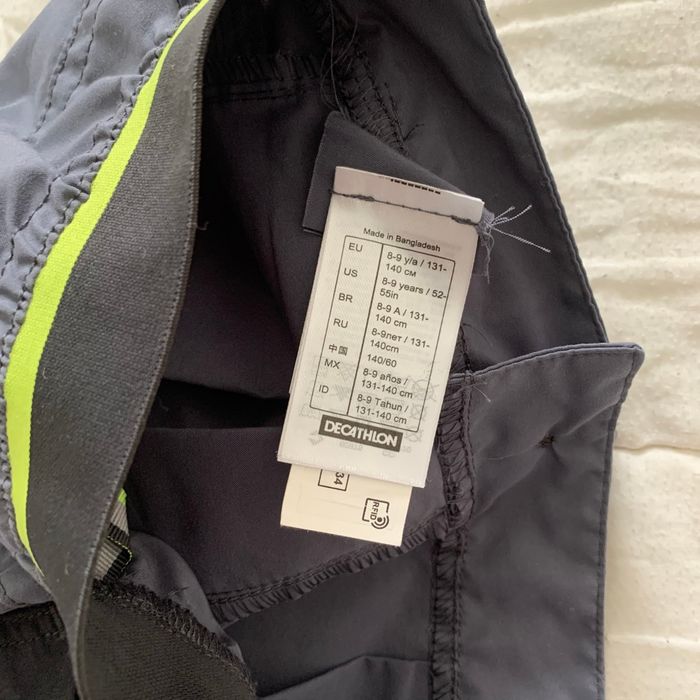 Made in Bangladesh
EU 8-9 y/a / 131-
140 см
US 8-9 years / 52-
55in
BR 8-9 A / 131-
140 cm
RU 8-9лет / 131-
140cm
中国 140/60
MX 8-9 años /
131-140 cm
ID 8-9 Tahun /
131-140 cm
DECATHLON
34
RFID